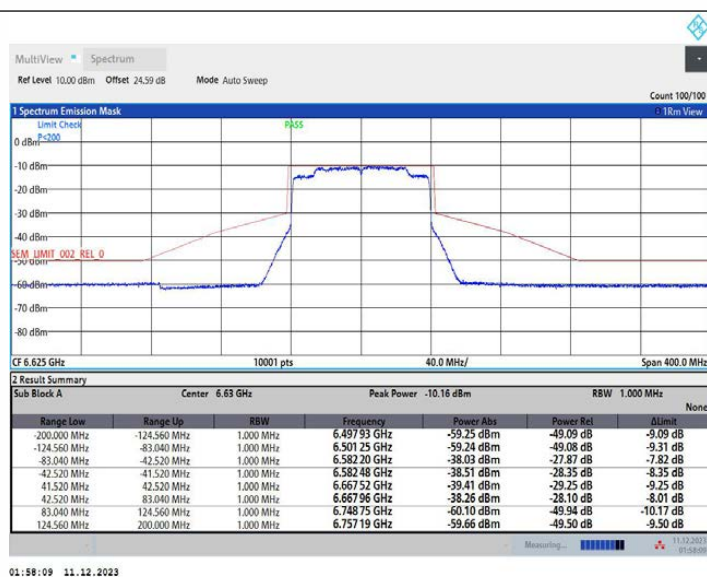 MultiView Spectrum
Ref Level 10.00 dBm Offset 24.59 dB Mode Auto Sweep
Count 100/100
1 Spectrum Emission Mask 1Rm View
Limit Check PASS
P<200
0 dBm
-10 dBm
-20 dBm
-30 dBm
-40 dBm
SEM_LIMIT_002_REL_0
-50 dBm
-60 dBm
-70 dBm
-80 dBm
CF 6.625 GHz 10001 pts 40.0 MHz/ Span 400.0 MHz
2 Result Summary
Sub Block A Center 6.63 GHz Peak Power -10.16 dBm RBW 1.000 MHz
None
Range Low Range Up RBW Frequency Power Abs Power Rel ΔLimit
-200.000 MHz -124.560 MHz 1.000 MHz 6.497 93 GHz -59.25 dBm -49.09 dB -9.09 dB
-124.560 MHz -83.040 MHz 1.000 MHz 6.501 25 GHz -59.24 dBm -49.08 dB -9.31 dB
-83.040 MHz -42.520 MHz 1.000 MHz 6.582 20 GHz -38.03 dBm -27.87 dB -7.82 dB
-42.520 MHz -41.520 MHz 1.000 MHz 6.582 48 GHz -38.51 dBm -28.35 dB -8.35 dB
41.520 MHz 42.520 MHz 1.000 MHz 6.667 52 GHz -39.41 dBm -29.25 dB -9.25 dB
42.520 MHz 83.040 MHz 1.000 MHz 6.667 96 GHz -38.26 dBm -28.10 dB -8.01 dB
83.040 MHz 124.560 MHz 1.000 MHz 6.748 75 GHz -60.10 dBm -49.94 dB -10.17 dB
124.560 MHz 200.000 MHz 1.000 MHz 6.757 19 GHz -59.66 dBm -49.50 dB -9.50 dB
Measuring... 11.12.2023
01:58:09
01:58:09 11.12.2023